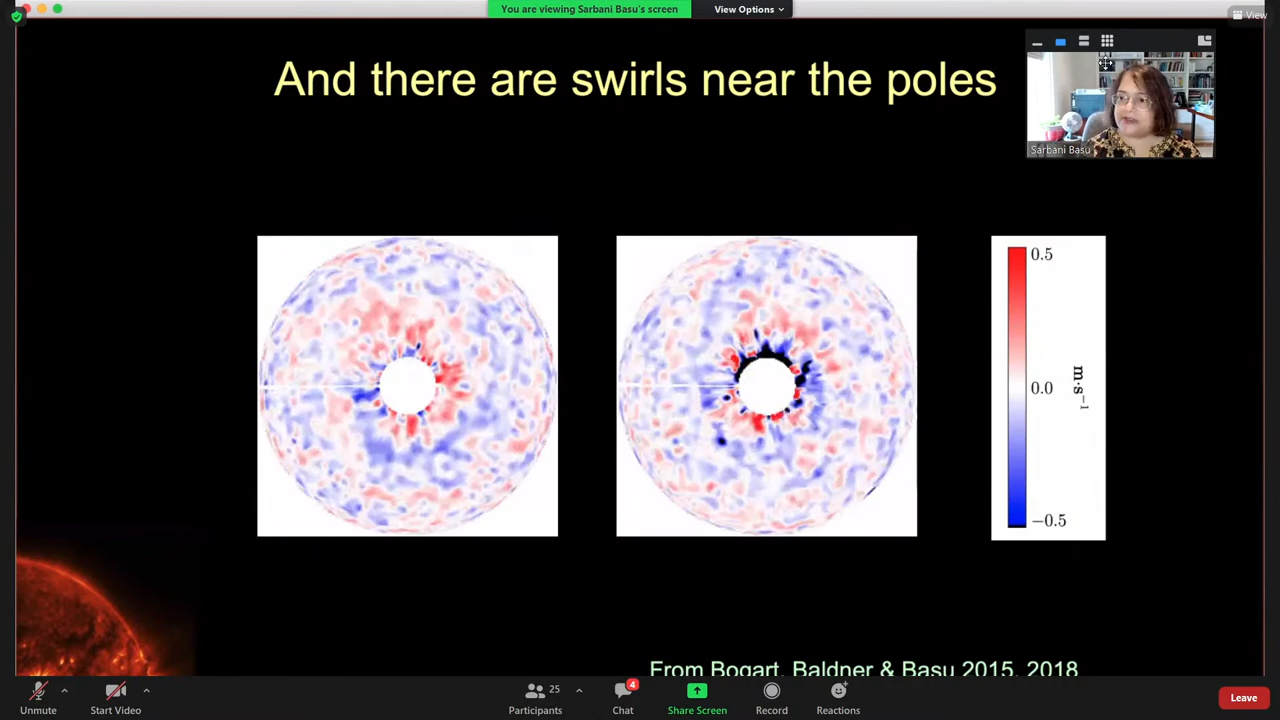 You are viewing Sarbani Basu's screen
View Options
View
And there are swirls near the poles
Sarbani Basu
0.5
0.0
m·s⁻¹
−0.5
From Bogart, Baldner & Basu 2015, 2018
Unmute
Start Video
25
Participants
4
Chat
Share Screen
Record
Reactions
Leave